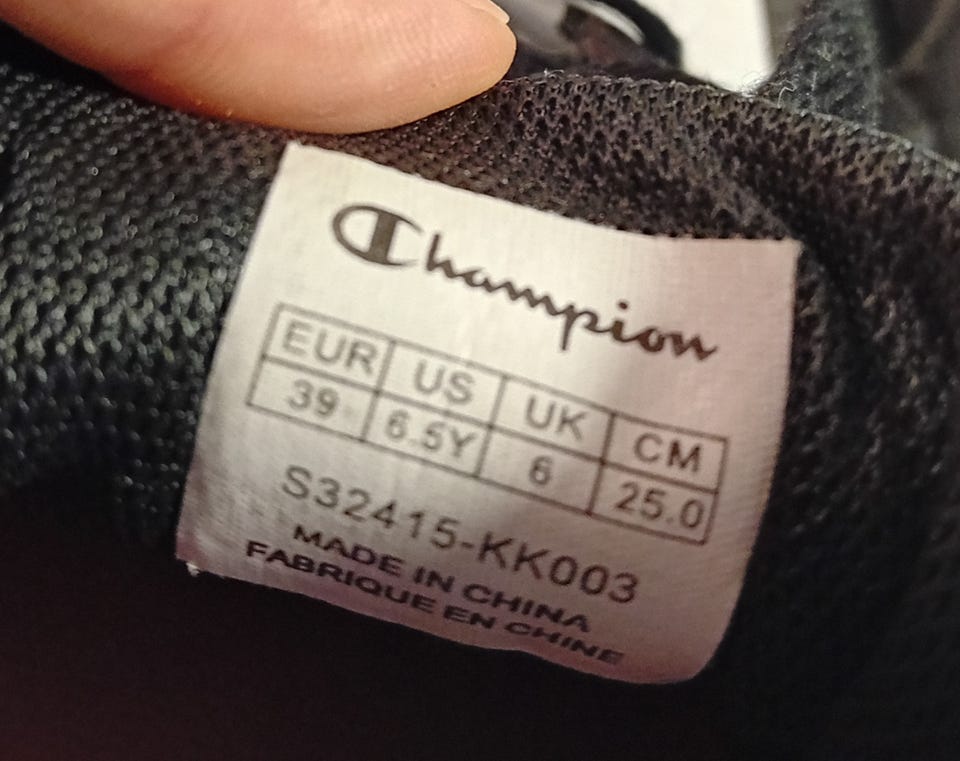 Champion
EUR US UK CM
39 6.5Y 6 25.0
S32415-KK003
MADE IN CHINA
FABRIQUE EN CHINE